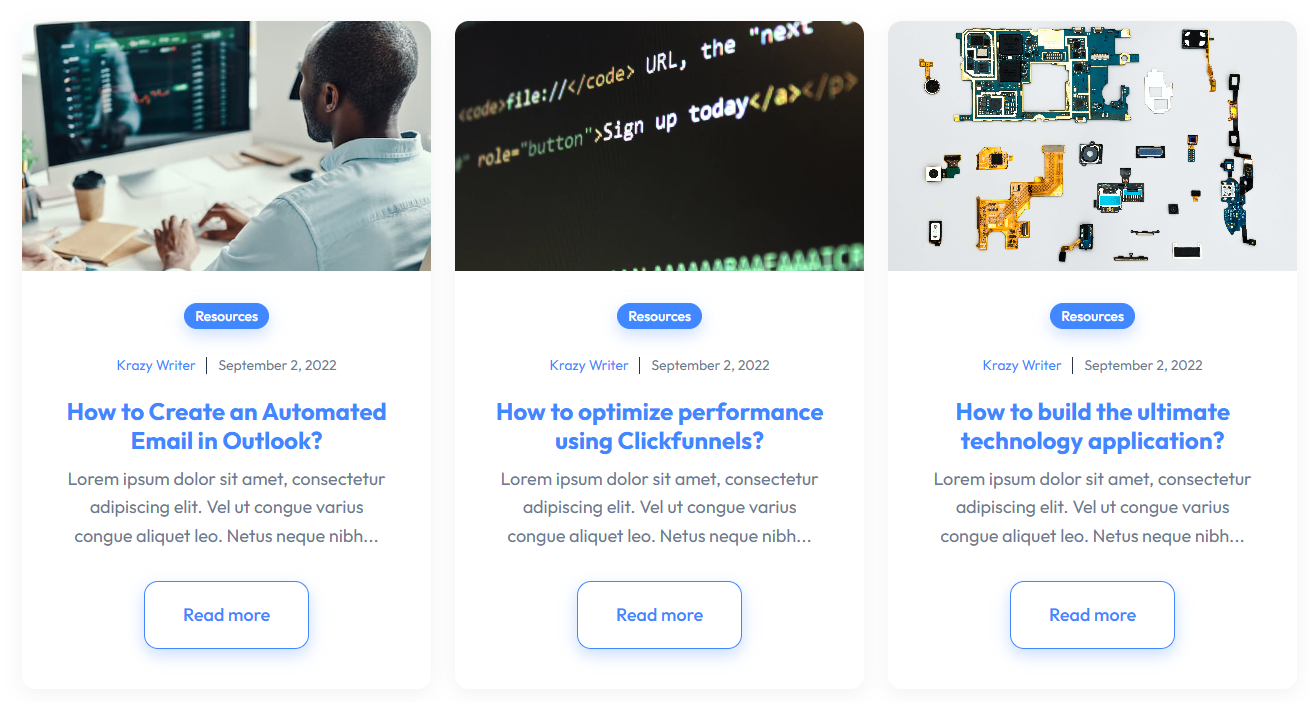 <code>file://</code> URL, the "next
role="button">Sign up today</a></p>
Resources
Krazy Writer | September 2, 2022
How to Create an Automated
Email in Outlook?
Lorem ipsum dolor sit amet, consectetur
adipiscing elit. Vel ut congue varius
congue aliquet leo. Netus neque nibh...
Read more
Resources
Krazy Writer | September 2, 2022
How to optimize performance
using Clickfunnels?
Lorem ipsum dolor sit amet, consectetur
adipiscing elit. Vel ut congue varius
congue aliquet leo. Netus neque nibh...
Read more
Resources
Krazy Writer | September 2, 2022
How to build the ultimate
technology application?
Lorem ipsum dolor sit amet, consectetur
adipiscing elit. Vel ut congue varius
congue aliquet leo. Netus neque nibh...
Read more